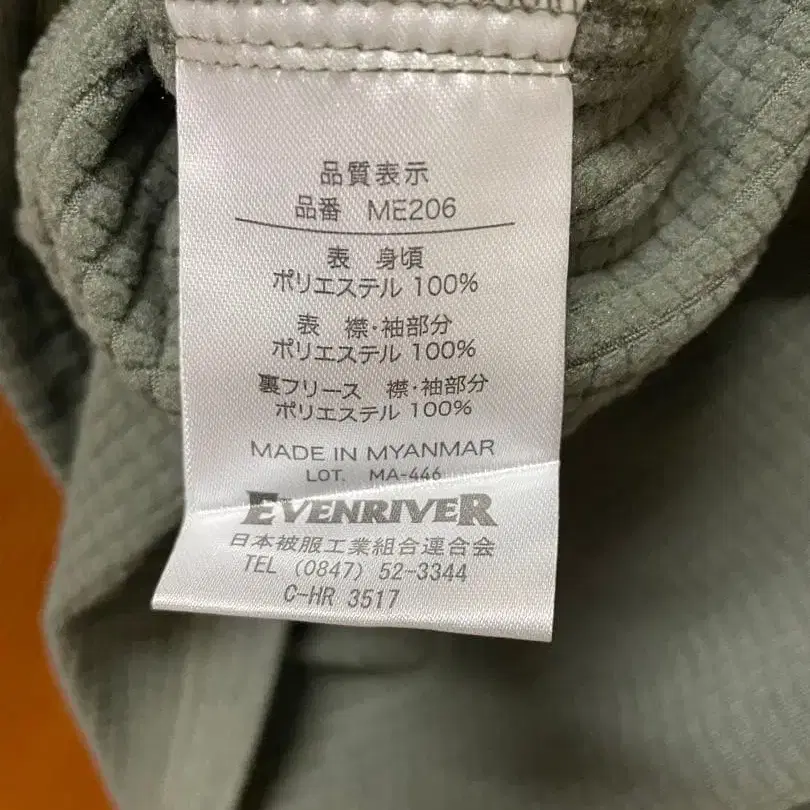 品質表示
品番 ME206
表 身頃
ポリエステル 100%
表 襟・袖部分
ポリエステル 100%
裏フリース 襟・袖部分
ポリエステル 100%
MADE IN MYANMAR
LOT. MA-446
EVENRIVER
日本被服工業組合連合会
TEL (0847) 52-3344
C-HR 3517